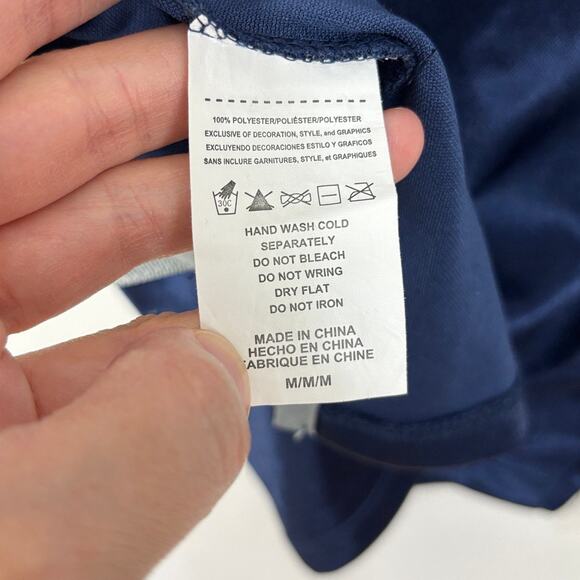 100% POLYESTER/POLIÉSTER/POLYESTER
EXCLUSIVE OF DECORATION, STYLE, and GRAPHICS
EXCLUYENDO DECORACIONES ESTILO Y GRAFICOS
SANS INCLURE GARNITURES, STYLE, et GRAPHIQUES
30C
HAND WASH COLD
SEPARATELY
DO NOT BLEACH
DO NOT WRING
DRY FLAT
DO NOT IRON
MADE IN CHINA
HECHO EN CHINA
FABRIQUE EN CHINE
M/M/M